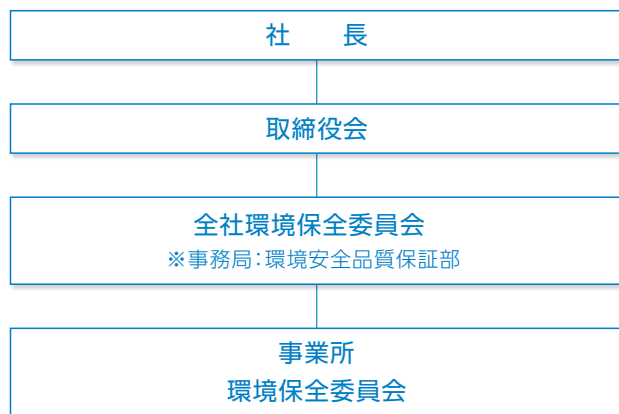 社　　長
取締役会
全社環境保全委員会
※事務局：環境安全品質保証部
事業所
環境保全委員会